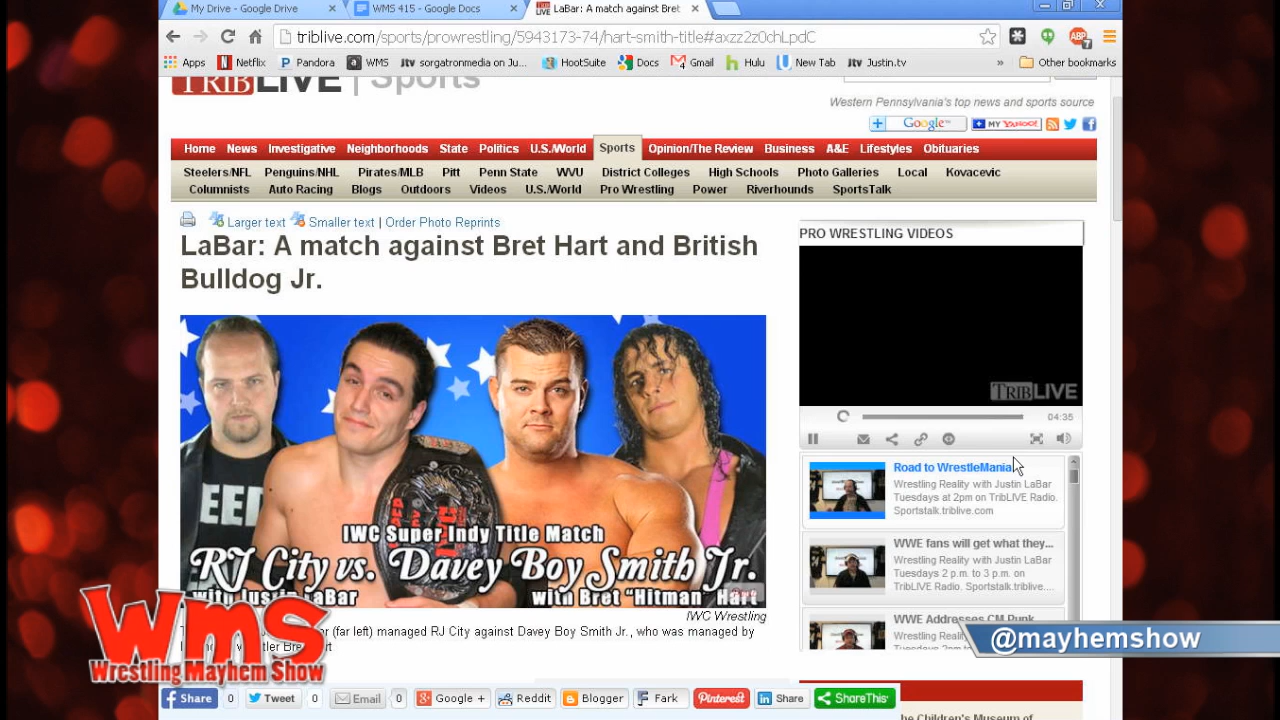 My Drive - Google Drive
WMS 415 - Google Docs
LaBar: A match against Bret
triblive.com/sports/prowrestling/5943173-74/hart-smith-title#axzz2z0chLpdC
ABP
7
Apps
Netflix
Pandora
WMS
sorgatronmedia on Ju...
HootSuite
Docs
Gmail
Hulu
New Tab
Justin.tv
»
Other bookmarks
TRIBLIVE | Sports
Western Pennsylvania's top news and sports source
Google
MY YAHOO!
Home News Investigative Neighborhoods State Politics U.S./World Sports Opinion/The Review Business A&E Lifestyles Obituaries
Steelers/NFL Penguins/NHL Pirates/MLB Pitt Penn State WVU District Colleges High Schools Photo Galleries Local Kovacevic
Columnists Auto Racing Blogs Outdoors Videos U.S./World Pro Wrestling Power Riverhounds SportsTalk
Larger text Smaller text | Order Photo Reprints
LaBar: A match against Bret Hart and British
Bulldog Jr.
IWC Super Indy Title Match
RJ City vs. Davey Boy Smith Jr.
with Justin LaBar
with Bret "Hitman" Hart
IWC Wrestling
(far left) managed RJ City against Davey Boy Smith Jr., who was managed by
PRO WRESTLING VIDEOS
TRIBLIVE
04:35
Road to WrestleMania
Wrestling Reality with Justin LaBar
Tuesdays at 2pm on TribLIVE Radio.
Sportstalk.triblive.com
WWE fans will get what they...
Wrestling Reality with Justin LaBar
Tuesdays 2 p.m. to 3 p.m. on
TribLIVE Radio. Sportstalk.triblive....
WWE Addresses CM Punk
Wrestling Reality
WMS
Wrestling Mayhem Show
@mayhemshow
Share 0 Tweet 0 Email 0 Google + Reddit Blogger Fark Pinterest Share ShareThis
he Children's Museum of